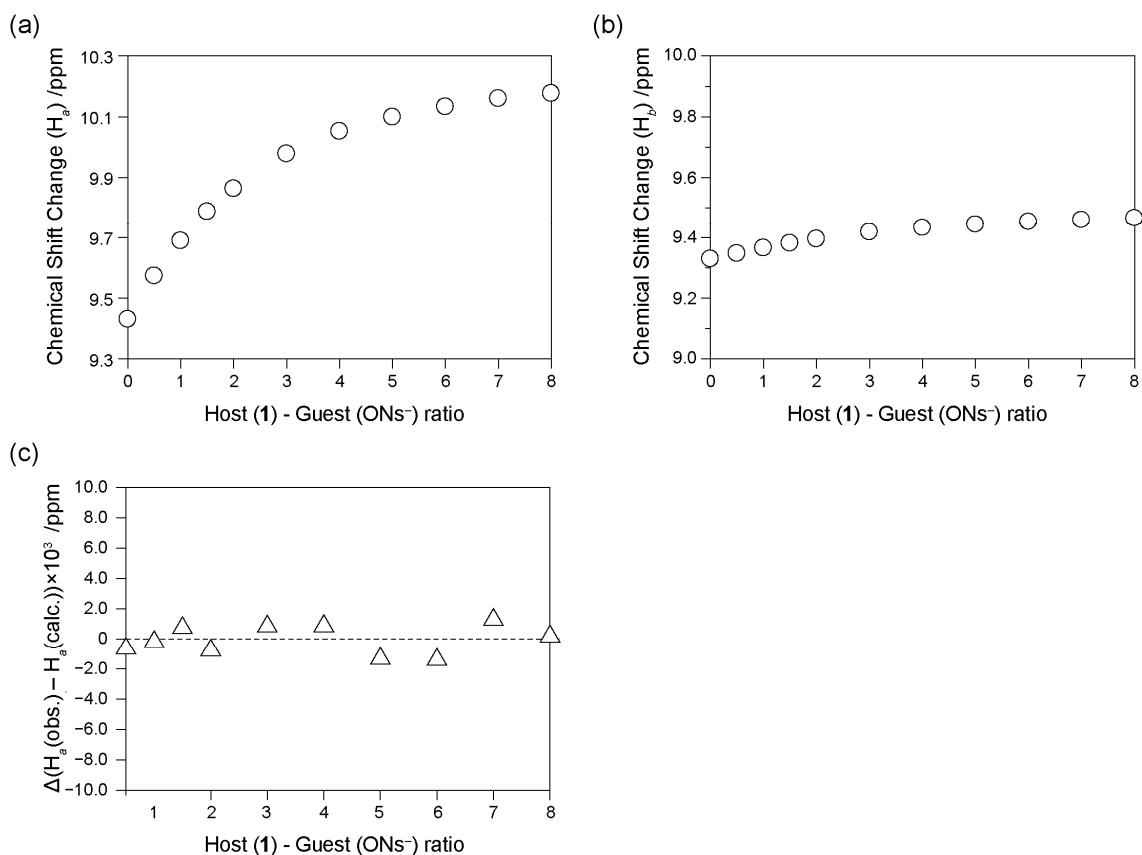 (a)
Chemical Shift Change (Hₐ) /ppm
10.3
10.1
9.9
9.7
9.5
9.3
0 1 2 3 4 5 6 7 8
Host (1) - Guest (ONs⁻) ratio
(b)
Chemical Shift Change (H_b) /ppm
10.0
9.8
9.6
9.4
9.2
9.0
0 1 2 3 4 5 6 7 8
Host (1) - Guest (ONs⁻) ratio
(c)
Δ(Hₐ(obs.) – Hₐ(calc.))×10³ /ppm
10.0
8.0
6.0
4.0
2.0
0
−2.0
−4.0
−6.0
−8.0
−10.0
1 2 3 4 5 6 7 8
Host (1) - Guest (ONs⁻) ratio